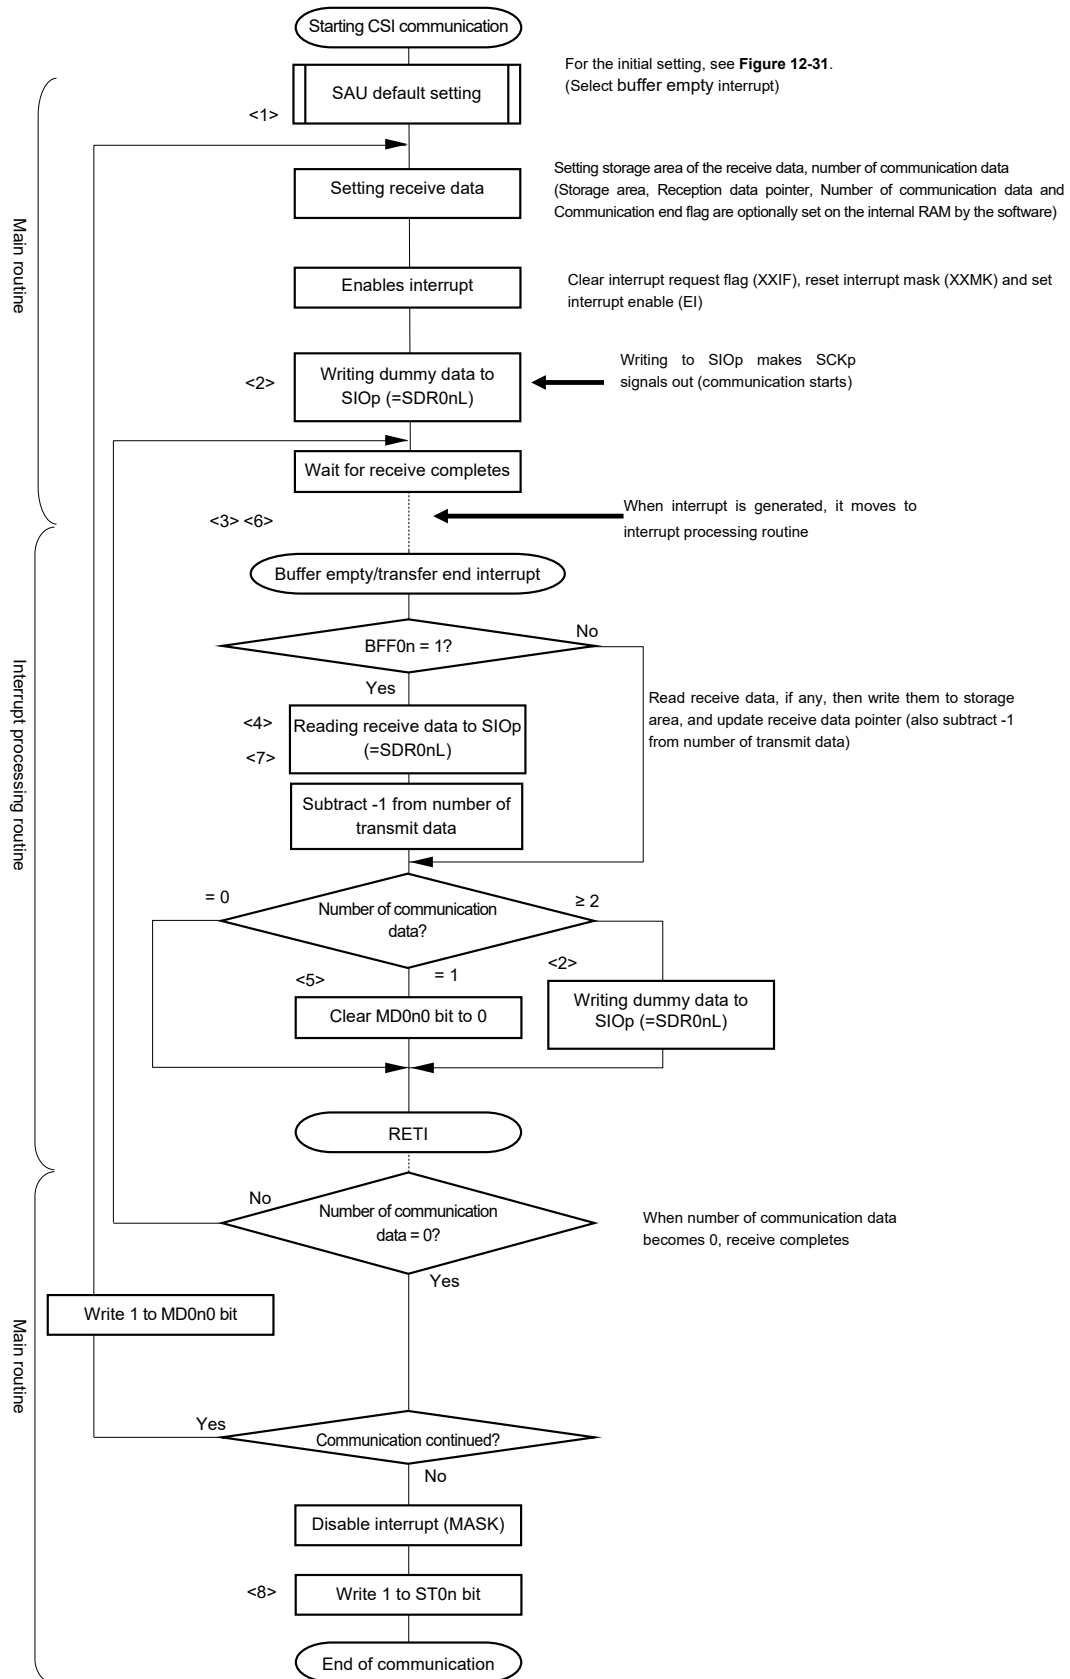 Starting CSI communication
For the initial setting, see Figure 12-31.
(Select buffer empty interrupt)
SAU default setting
<1>
Setting storage area of the receive data, number of communication data
(Storage area, Reception data pointer, Number of communication data and
Communication end flag are optionally set on the internal RAM by the software)
Setting receive data
Main routine
Enables interrupt
Clear interrupt request flag (XXIF), reset interrupt mask (XXMK) and set
interrupt enable (EI)
<2>
Writing dummy data to
SIOp (=SDR0nL)
Writing to SIOp makes SCKp
signals out (communication starts)
Wait for receive completes
<3> <6>
When interrupt is generated, it moves to
interrupt processing routine
Buffer empty/transfer end interrupt
BFF0n = 1?
No
Yes
Interrupt processing routine
<4>
<7>
Reading receive data to SIOp
(=SDR0nL)
Read receive data, if any, then write them to storage
area, and update receive data pointer (also subtract -1
from number of transmit data)
Subtract -1 from number of
transmit data
= 0
Number of communication
data?
≥ 2
= 1
<5>
Clear MD0n0 bit to 0
<2>
Writing dummy data to
SIOp (=SDR0nL)
RETI
No
Number of communication
data = 0?
Yes
When number of communication data
becomes 0, receive completes
Write 1 to MD0n0 bit
Main routine
Yes
Communication continued?
No
Disable interrupt (MASK)
<8>
Write 1 to ST0n bit
End of communication